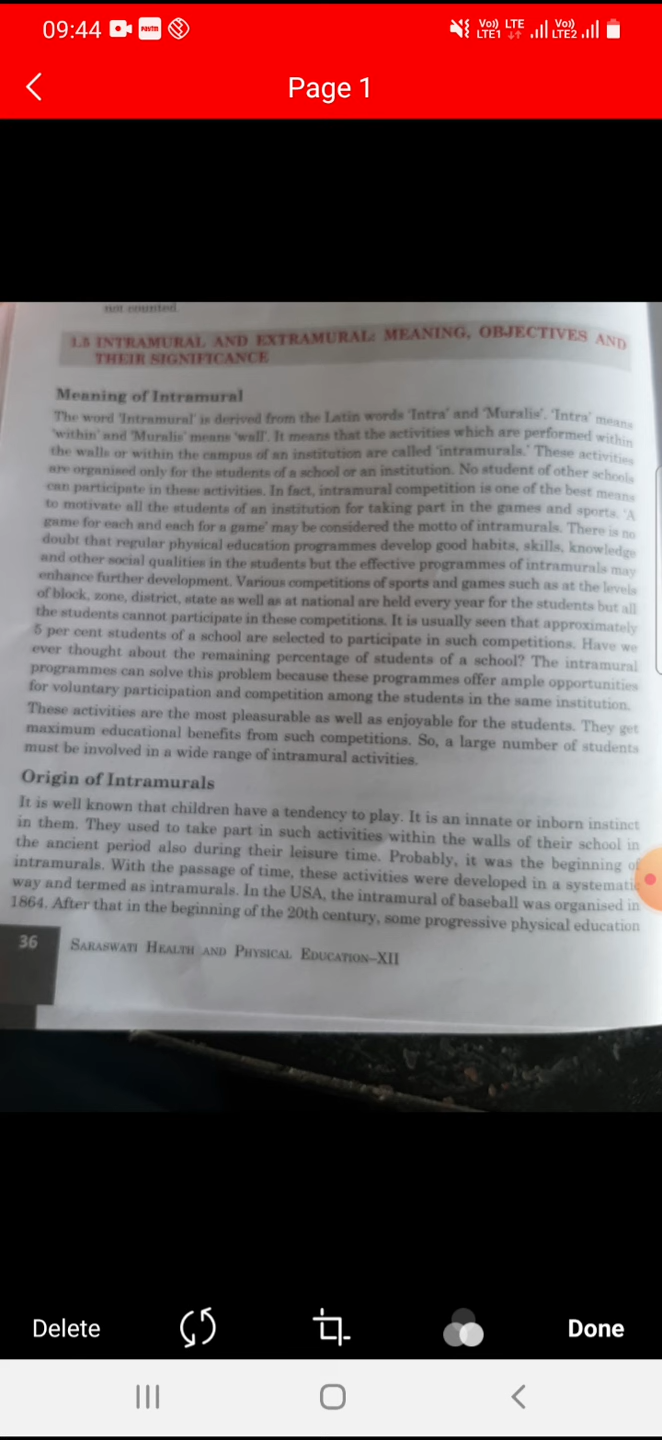 09:44 Paytm Vo)) LTE LTE1 Vo)) LTE2
Page 1
not counted
1.5 INTRAMURAL AND EXTRAMURAL: MEANING, OBJECTIVES AND
THEIR SIGNIFICANCE
Meaning of Intramural
The word 'Intramural' is derived from the Latin words 'Intra' and 'Muralis'. 'Intra' means
'within' and 'Muralis' means 'wall'. It means that the activities which are performed within
the walls or within the campus of an institution are called 'intramurals.' These activities
are organised only for the students of a school or an institution. No student of other schools
can participate in these activities. In fact, intramural competition is one of the best means
to motivate all the students of an institution for taking part in the games and sports. 'A
game for each and each for a game' may be considered the motto of intramurals. There is no
doubt that regular physical education programmes develop good habits, skills, knowledge
and other social qualities in the students but the effective programmes of intramurals may
enhance further development. Various competitions of sports and games such as at the levels
of block, zone, district, state as well as at national are held every year for the students but all
the students cannot participate in these competitions. It is usually seen that approximately
5 per cent students of a school are selected to participate in such competitions. Have we
ever thought about the remaining percentage of students of a school? The intramural
programmes can solve this problem because these programmes offer ample opportunities
for voluntary participation and competition among the students in the same institution.
These activities are the most pleasurable as well as enjoyable for the students. They get
maximum educational benefits from such competitions. So, a large number of students
must be involved in a wide range of intramural activities.
Origin of Intramurals
It is well known that children have a tendency to play. It is an innate or inborn instinct
in them. They used to take part in such activities within the walls of their school in
the ancient period also during their leisure time. Probably, it was the beginning of
intramurals. With the passage of time, these activities were developed in a systematic
way and termed as intramurals. In the USA, the intramural of baseball was organised in
1864. After that in the beginning of the 20th century, some progressive physical education
36 SARASWATI HEALTH AND PHYSICAL EDUCATION–XII
Delete Done